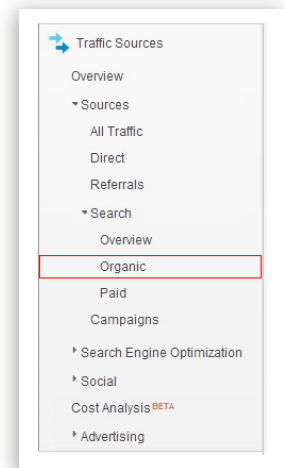 Traffic Sources
Overview
Sources
All Traffic
Direct
Referrals
Search
Overview
Organic
Paid
Campaigns
Search Engine Optimization
Social
Cost Analysis BETA
Advertising